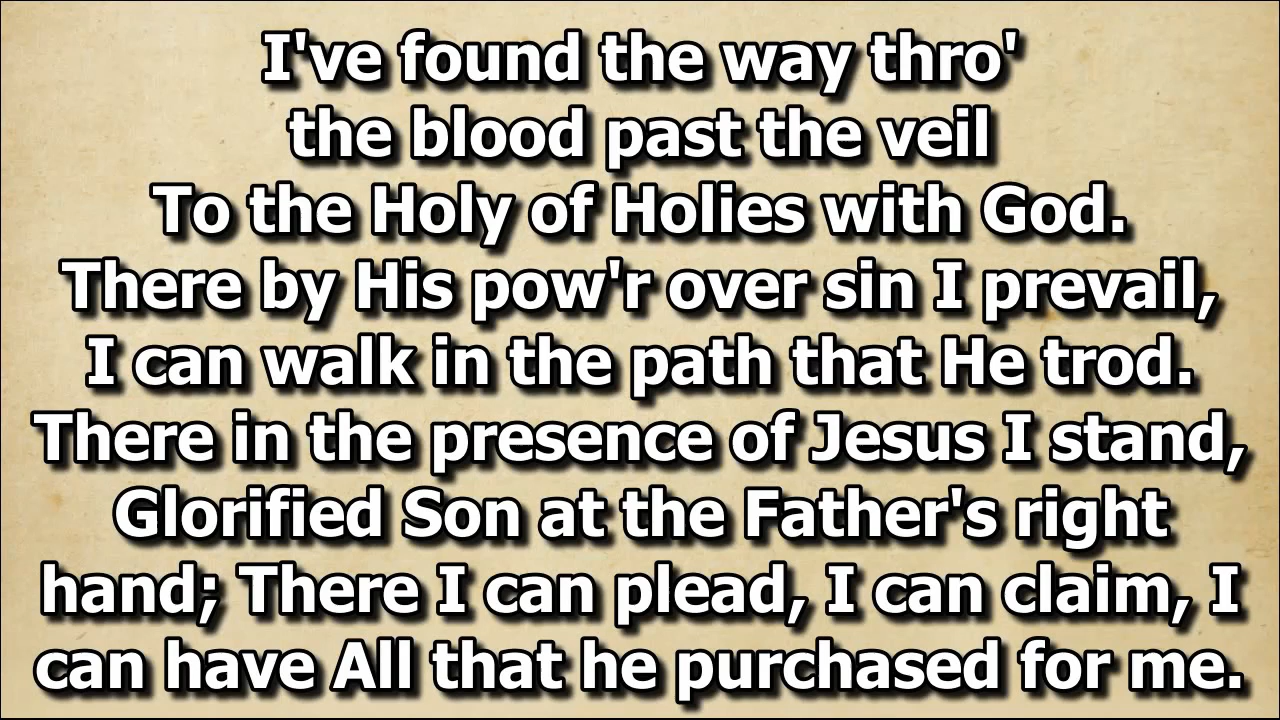 I've found the way thro'
the blood past the veil
To the Holy of Holies with God.
There by His pow'r over sin I prevail,
I can walk in the path that He trod.
There in the presence of Jesus I stand,
Glorified Son at the Father's right
hand; There I can plead, I can claim, I
can have All that he purchased for me.